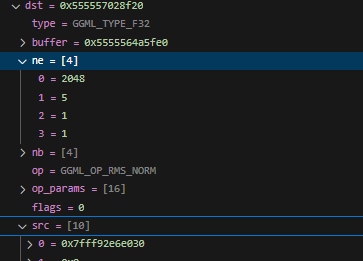 dst = 0x555557028f20
type = GGML_TYPE_F32
buffer = 0x5555564a5fe0
ne = [4]
0 = 2048
1 = 5
2 = 1
3 = 1
nb = [4]
op = GGML_OP_RMS_NORM
op_params = [16]
flags = 0
src = [10]
0 = 0x7fff92e6e030